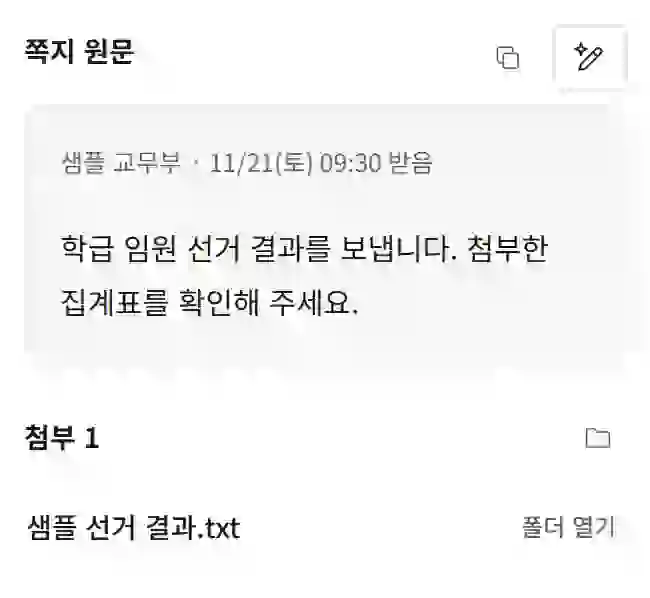 쪽지 원문
샘플 교무부 · 11/21(토) 09:30 받음
학급 임원 선거 결과를 보냅니다. 첨부한
집계표를 확인해 주세요.
첨부 1
샘플 선거 결과.txt
폴더 열기